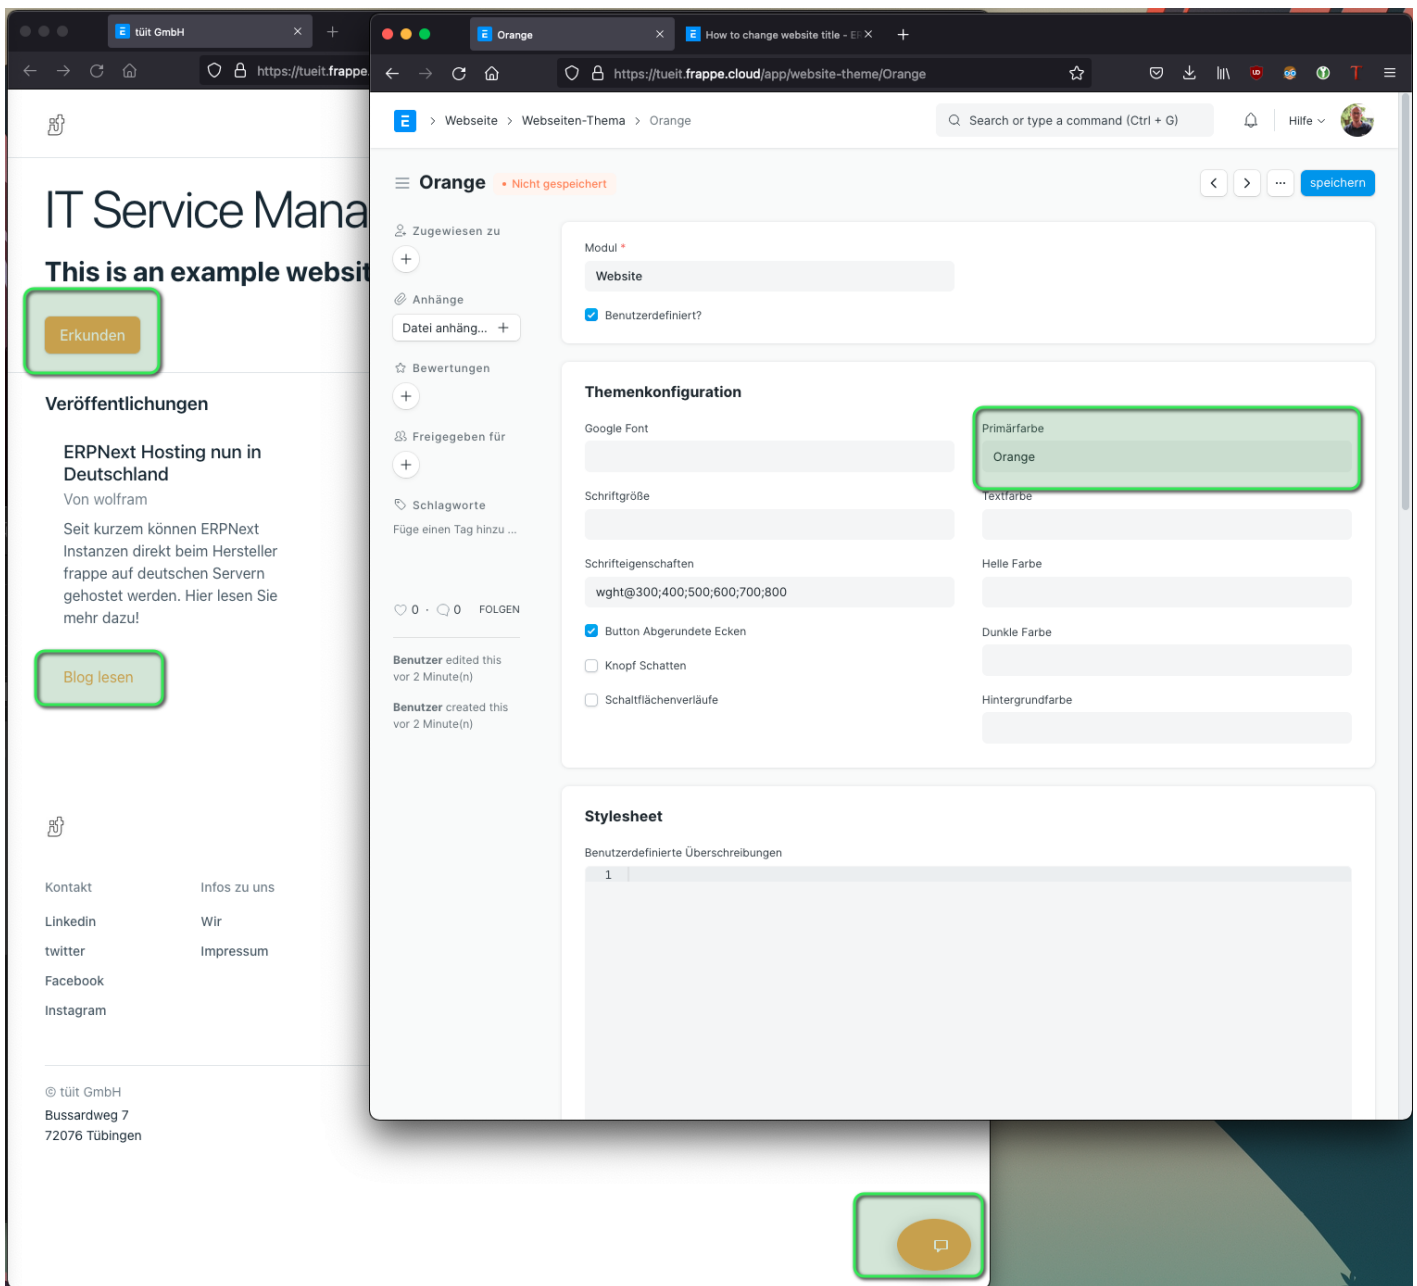 tüit GmbH
https://tueit.frappe.
IT Service Mana
This is an example websit
Erkunden
Veröffentlichungen
ERPNext Hosting nun in
Deutschland
Von wolfram
Seit kurzem können ERPNext
Instanzen direkt beim Hersteller
frappe auf deutschen Servern
gehostet werden. Hier lesen Sie
mehr dazu!
Blog lesen
Kontakt
Infos zu uns
Linkedin
Wir
twitter
Impressum
Facebook
Instagram
© tüit GmbH
Bussardweg 7
72076 Tübingen
Orange
How to change website title - ER
https://tueit.frappe.cloud/app/website-theme/Orange
Webseite > Webseiten-Thema > Orange
Search or type a command (Ctrl + G)
Hilfe
Orange
• Nicht gespeichert
speichern
Zugewiesen zu
Anhänge
Datei anhäng... +
Bewertungen
Freigegeben für
Schlagworte
Füge einen Tag hinzu ...
0 · 0 FOLGEN
Benutzer edited this
vor 2 Minute(n)
Benutzer created this
vor 2 Minute(n)
Modul *
Website
Benutzerdefiniert?
Themenkonfiguration
Google Font
Primärfarbe
Orange
Schriftgröße
Textfarbe
Schrifteigenschaften
wght@300;400;500;600;700;800
Helle Farbe
Button Abgerundete Ecken
Dunkle Farbe
Knopf Schatten
Schaltflächenverläufe
Hintergrundfarbe
Stylesheet
Benutzerdefinierte Überschreibungen
1